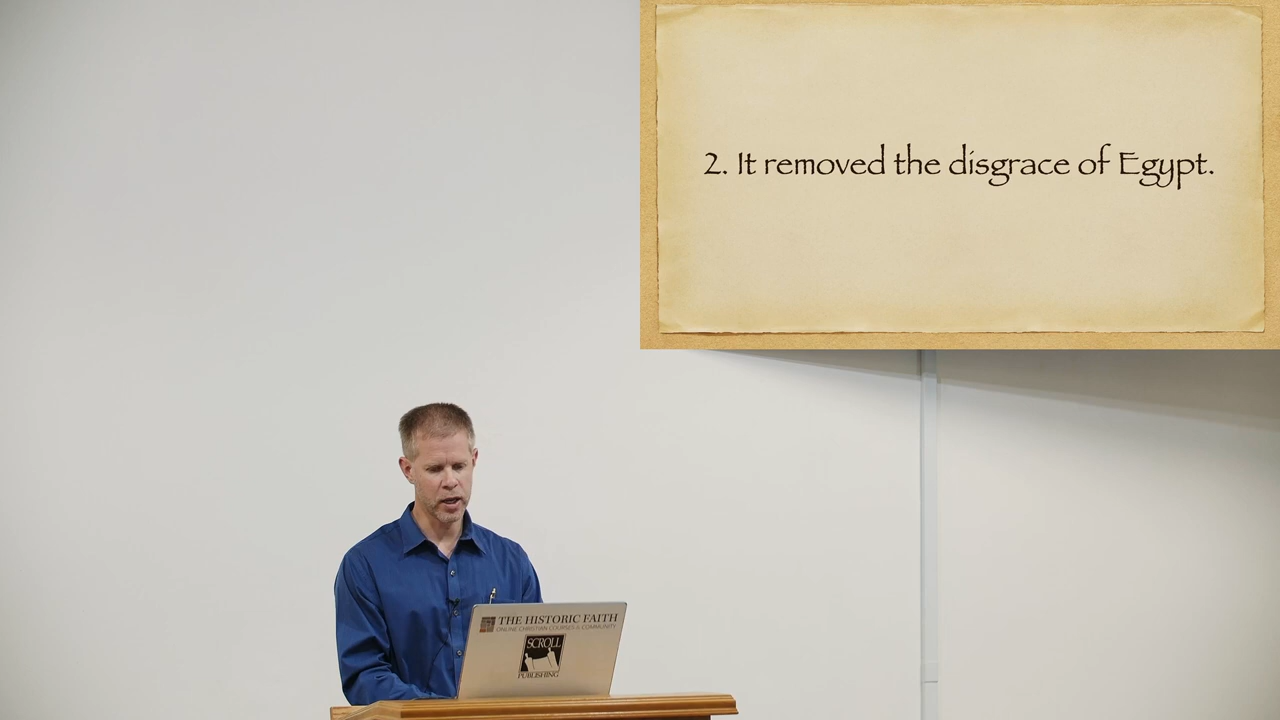 2. It removed the disgrace of Egypt.
THE HISTORIC FAITH
ONLINE CHRISTIAN COURSES & COMMUNITY
SCROLL
PUBLISHING